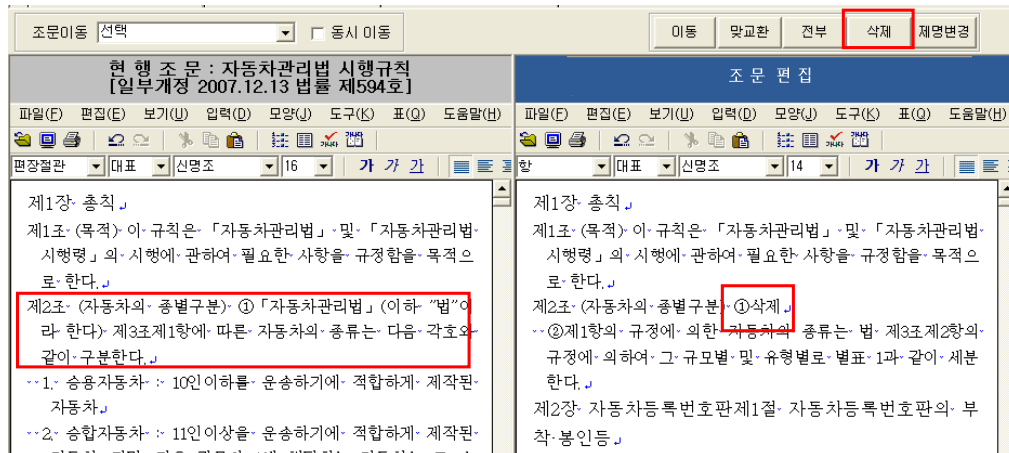 조문이동 선택 동시 이동
이동 맞교환 전부 삭제 제명변경
현 행 조 문 : 자동차관리법 시행규칙
[일부개정 2007.12.13 법률 제594호]
조 문 편 집
파일(F) 편집(E) 보기(U) 입력(D) 모양(J) 도구(K) 표(Q) 도움말(H)
파일(F) 편집(E) 보기(U) 입력(D) 모양(J) 도구(K) 표(Q) 도움말(H)
편장절관 대표 신명조 16 가 가 가
항 대표 신명조 14 가 가 가
제1장 총칙
제1조 (목적) 이 규칙은 「자동차관리법」 및 「자동차관리법
시행령」의 시행에 관하여 필요한 사항을 규정함을 목적으
로 한다.
제2조 (자동차의 종별구분) ①「자동차관리법」(이하 "법"이
라 한다) 제3조제1항에 따른 자동차의 종류는 다음 각호와
같이 구분한다.
1. 승용자동차 : 10인이하를 운송하기에 적합하게 제작된
자동차
2. 승합자동차 : 11인이상을 운송하기에 적합하게 제작된
제1장 총칙
제1조 (목적) 이 규칙은 「자동차관리법」 및 「자동차관리법
시행령」의 시행에 관하여 필요한 사항을 규정함을 목적으
로 한다.
제2조 (자동차의 종별구분) ①삭제
②제1항의 규정에 의한 자동차의 종류는 법 제3조제2항의
규정에 의하여 그 규모별 및 유형별로 별표 1과 같이 세분
한다.
제2장 자동차등록번호판제1절 자동차등록번호판의 부
착·봉인등